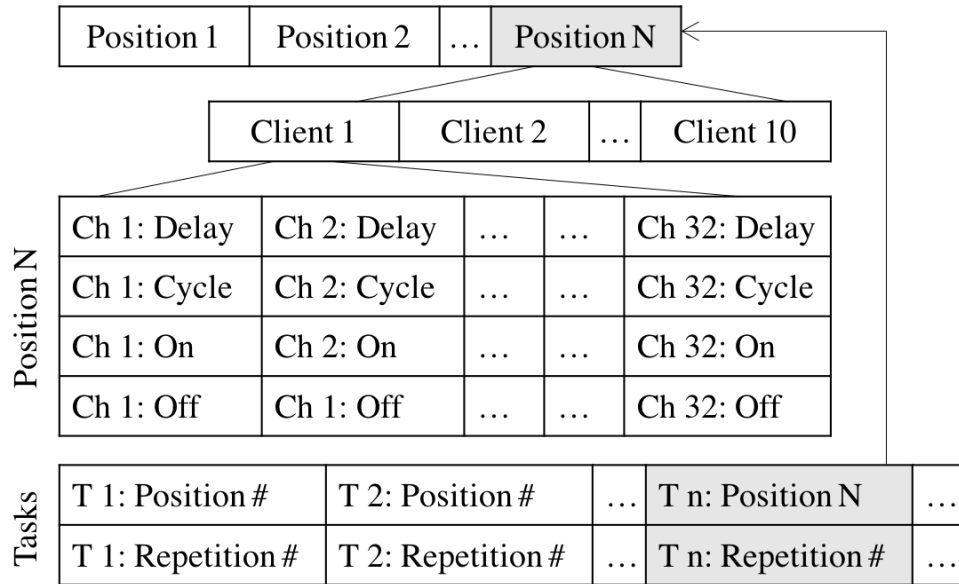 Position 1 Position 2 … Position N
Client 1 Client 2 … Client 10
Position N
Ch 1: Delay Ch 2: Delay … … Ch 32: Delay
Ch 1: Cycle Ch 2: Cycle … … Ch 32: Cycle
Ch 1: On Ch 2: On … … Ch 32: On
Ch 1: Off Ch 1: Off … … Ch 32: Off
Tasks
T 1: Position # T 2: Position # … T n: Position N …
T 1: Repetition # T 2: Repetition # … T n: Repetition # …